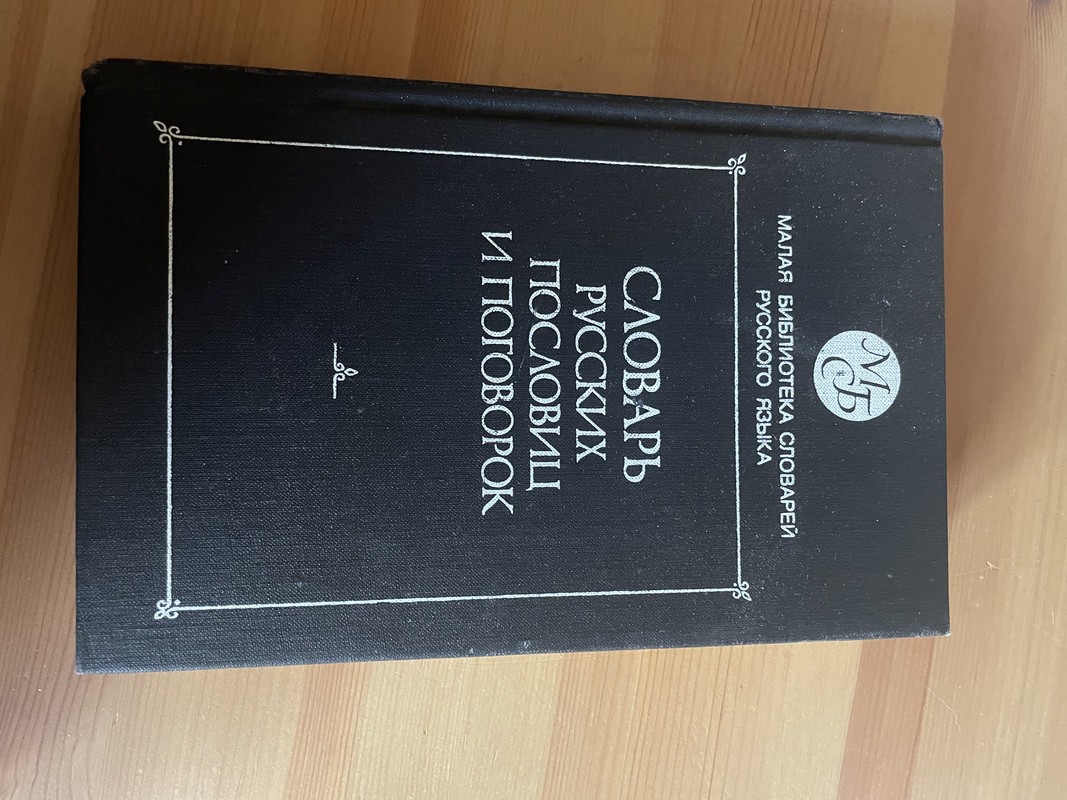 МБ
МАЛАЯ БИБЛИОТЕКА СЛОВАРЕЙ
РУССКОГО ЯЗЫКА
СЛОВАРЬ
РУССКИХ
ПОСЛОВИЦ
И ПОГОВОРОК